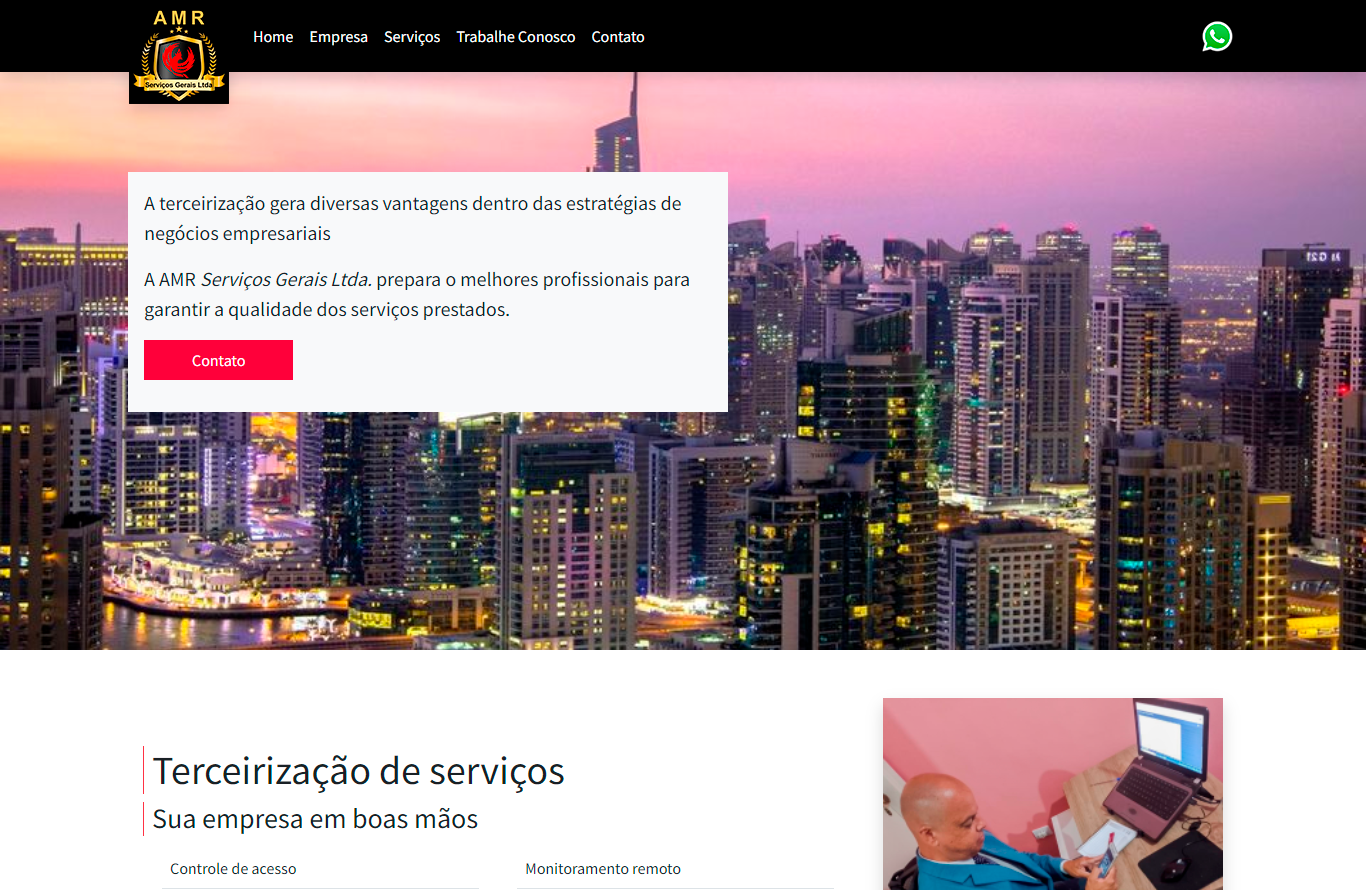 AMR
Serviços Gerais Ltda
Home Empresa Serviços Trabalhe Conosco Contato
A terceirização gera diversas vantagens dentro das estratégias de
negócios empresariais
A AMR Serviços Gerais Ltda. prepara o melhores profissionais para
garantir a qualidade dos serviços prestados.
Contato
Terceirização de serviços
Sua empresa em boas mãos
Controle de acesso
Monitoramento remoto